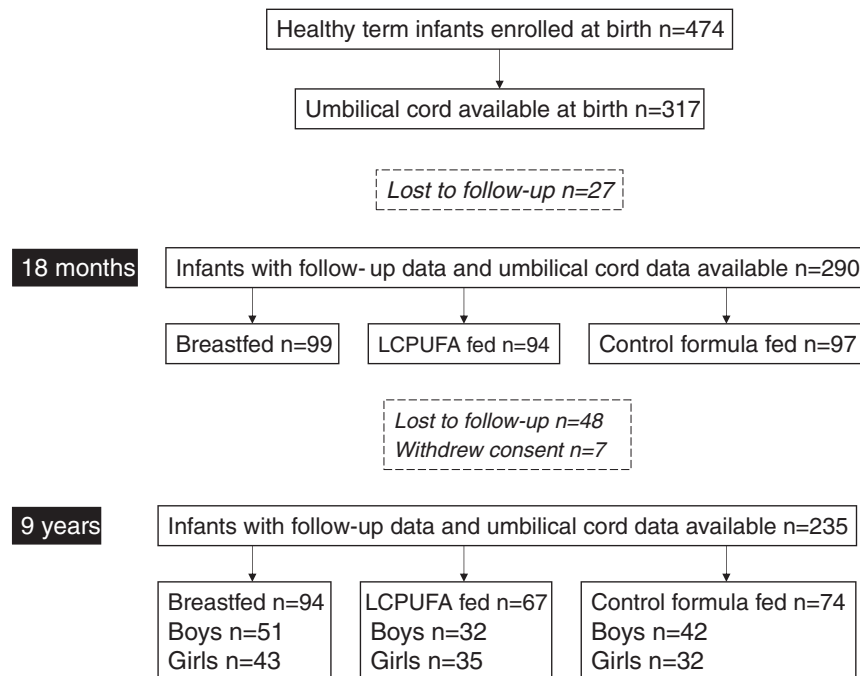 Healthy term infants enrolled at birth n=474
Umbilical cord available at birth n=317
Lost to follow-up n=27
18 months
Infants with follow-up data and umbilical cord data available n=290
Breastfed n=99
LCPUFA fed n=94
Control formula fed n=97
Lost to follow-up n=48
Withdrew consent n=7
9 years
Infants with follow-up data and umbilical cord data available n=235
Breastfed n=94
Boys n=51
Girls n=43
LCPUFA fed n=67
Boys n=32
Girls n=35
Control formula fed n=74
Boys n=42
Girls n=32